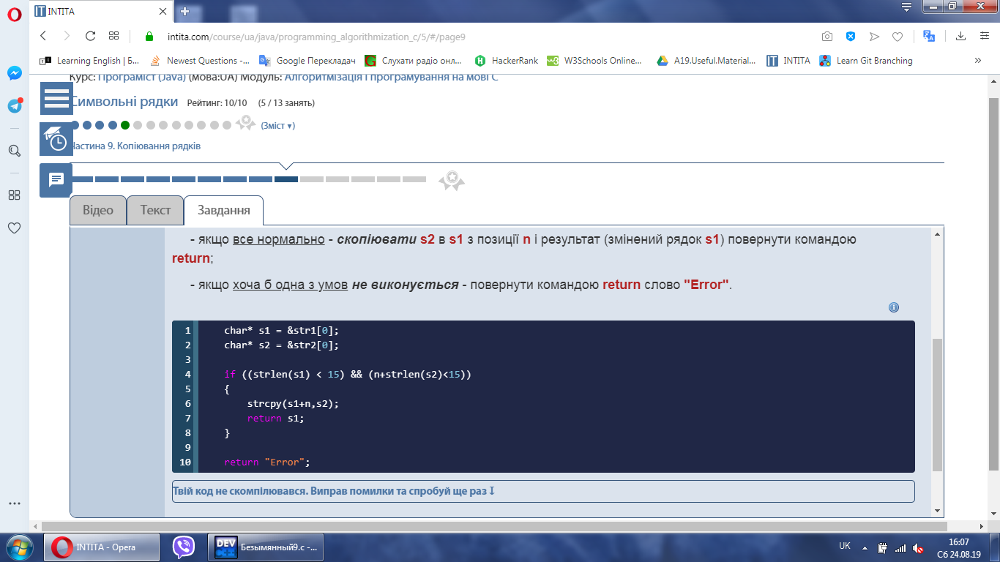 INTITA
intita.com/course/ua/java/programming_algorithmization_c/5/#/page9
Learning English | Б...
Newest Questions -...
Google Перекладач
Слухати радіо онл...
HackerRank
W3Schools Online...
A19.Useful.Material...
INTITA
Learn Git Branching
»
Курс: Програміст (Java) (мова:UA) Модуль: Алгоритмізація і програмування на мові С
Символьні рядки Рейтинг: 10/10 (5 / 13 занять)
(Зміст ▾)
Частина 9. Копіювання рядків
Відео Текст Завдання
- якщо все нормально - скопіювати s2 в s1 з позиції n і результат (змінений рядок s1) повернути командою
return;
- якщо хоча б одна з умов не виконується - повернути командою return слово "Error".
1 char* s1 = &str1[0];
2 char* s2 = &str2[0];
3
4 if ((strlen(s1) < 15) && (n+strlen(s2)<15))
5 {
6 strcpy(s1+n,s2);
7 return s1;
8 }
9
10 return "Error";
Твій код не скомпілювався. Виправ помилки та спробуй ще раз
INTITA - Opera
DEV
Безымянный9.c -...
UK
16:07
Сб 24.08.19